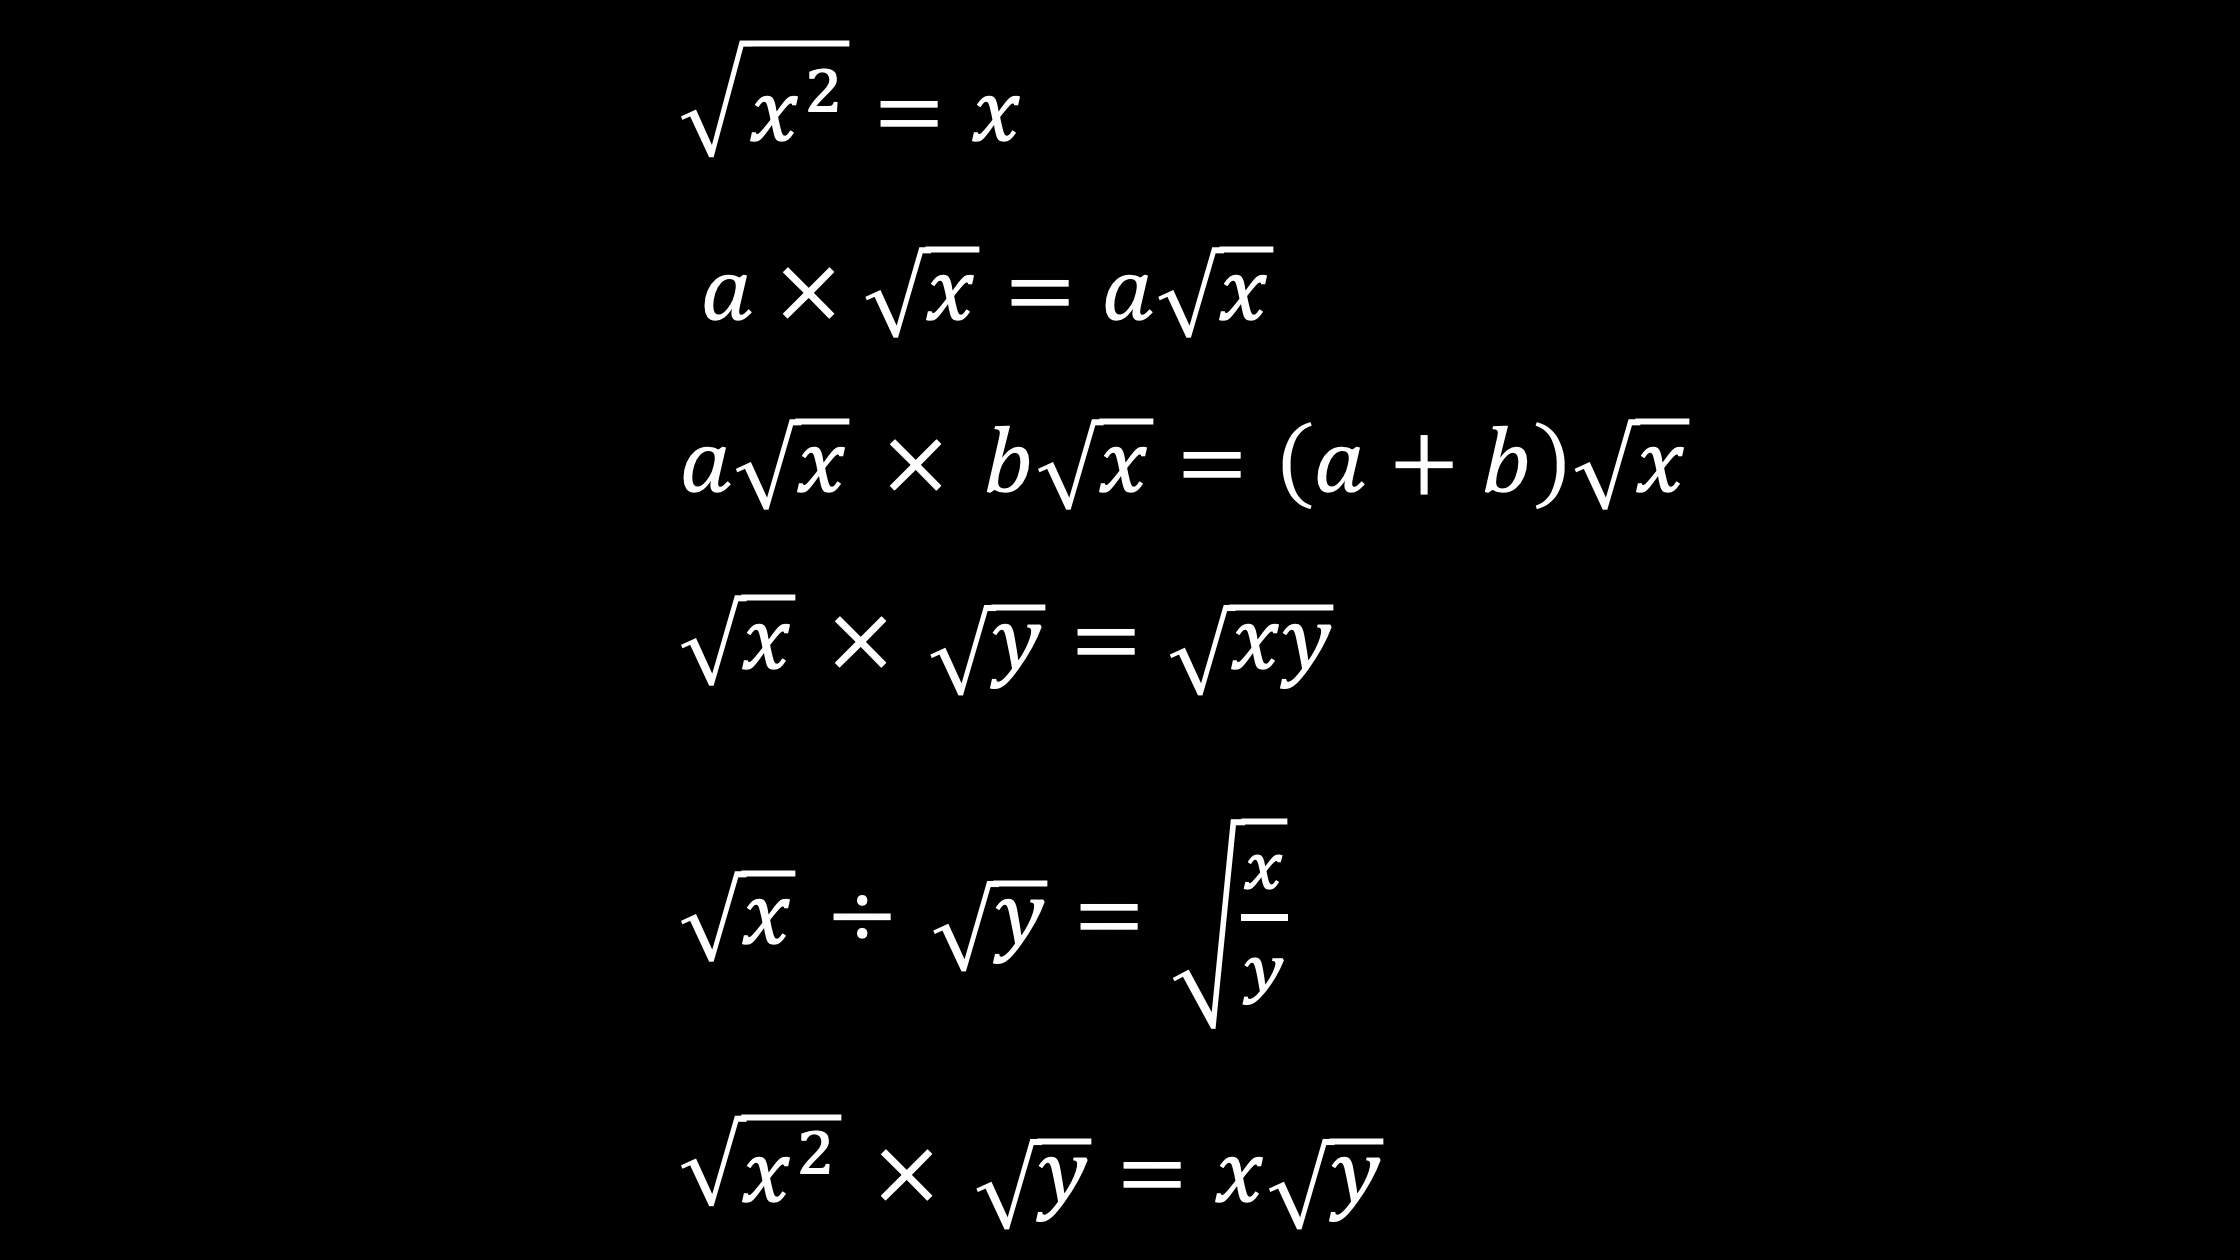 √x² = x
a × √x = a√x
a√x × b√x = (a + b)√x
√x × √y = √xy
√x ÷ √y = √x/y
√x² × √y = x√y